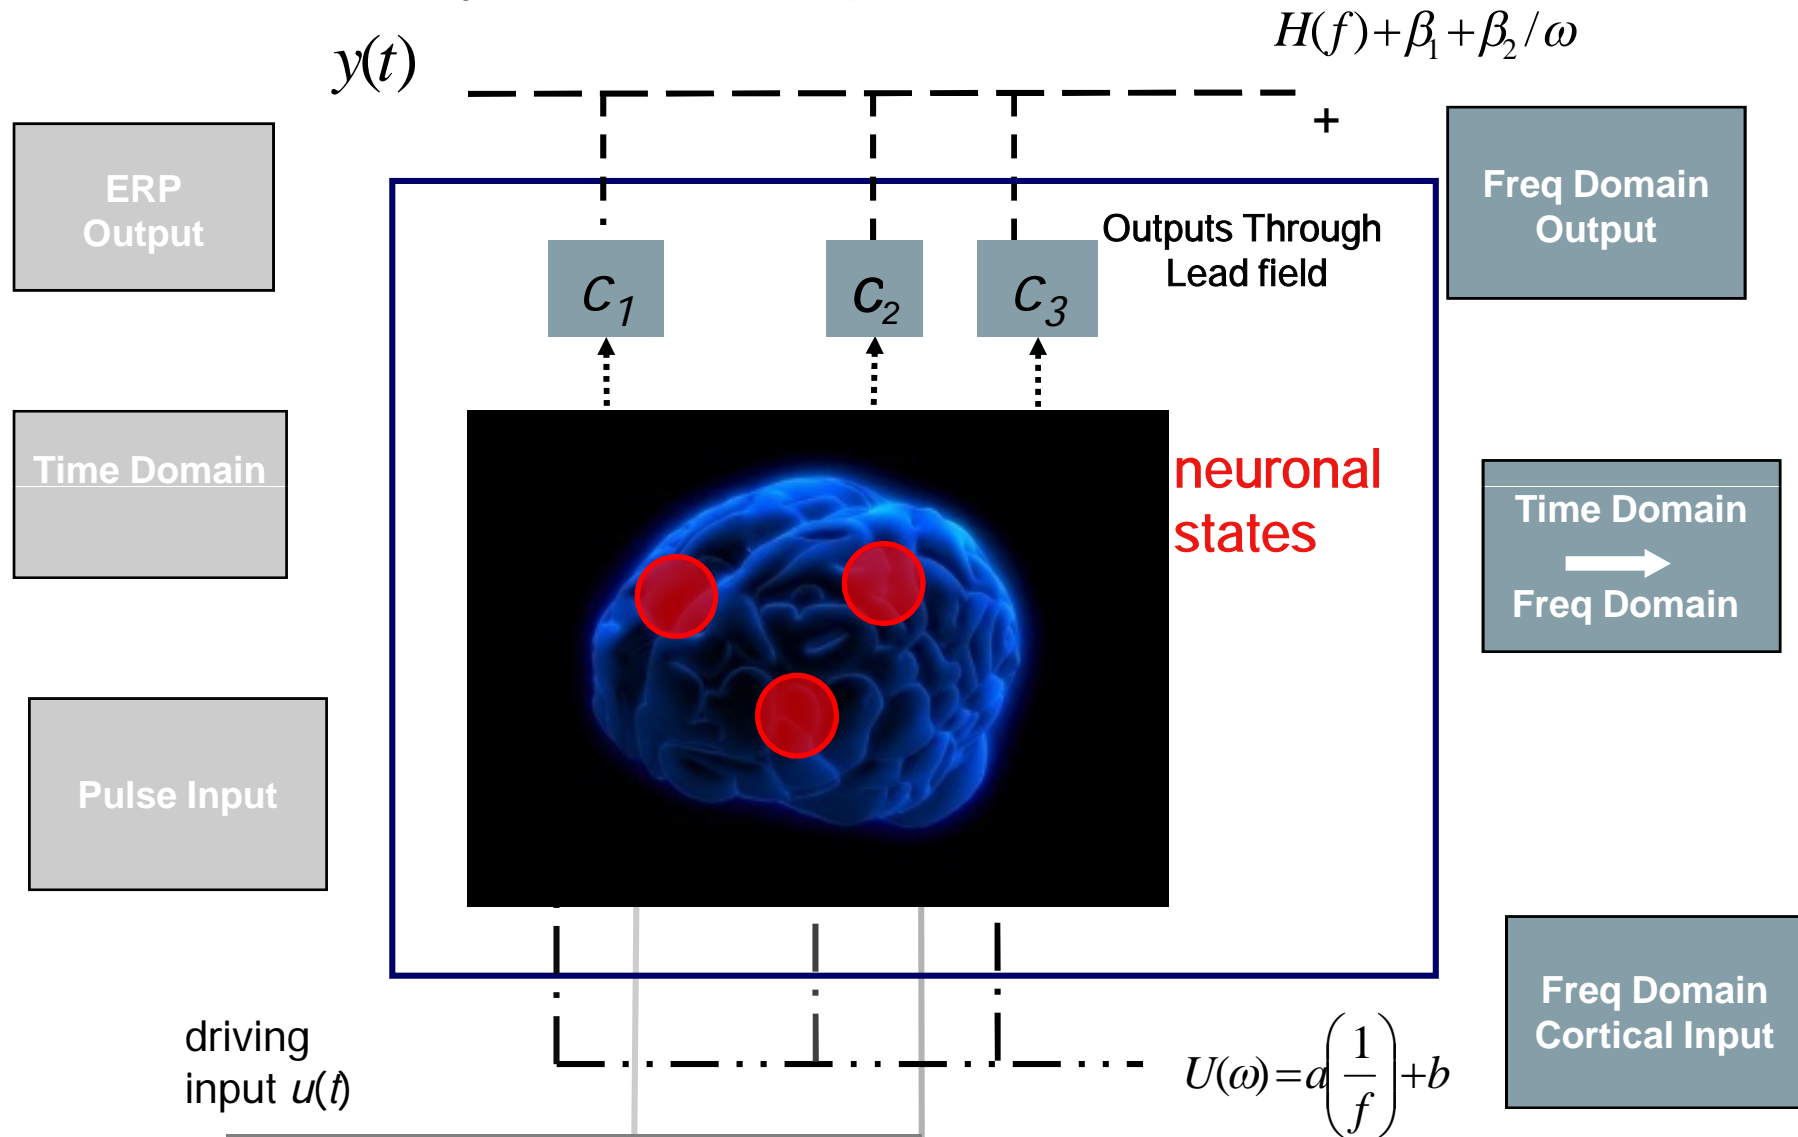 H(f)+β₁+β₂/ω
y(t)
+
ERP
Output
Freq Domain
Output
Outputs Through
Lead field
C₁
C₂
C₃
neuronal
states
Time Domain
Time Domain
Freq Domain
Pulse Input
Freq Domain
Cortical Input
driving
input u(t)
U(ω)=a(1/f)+b